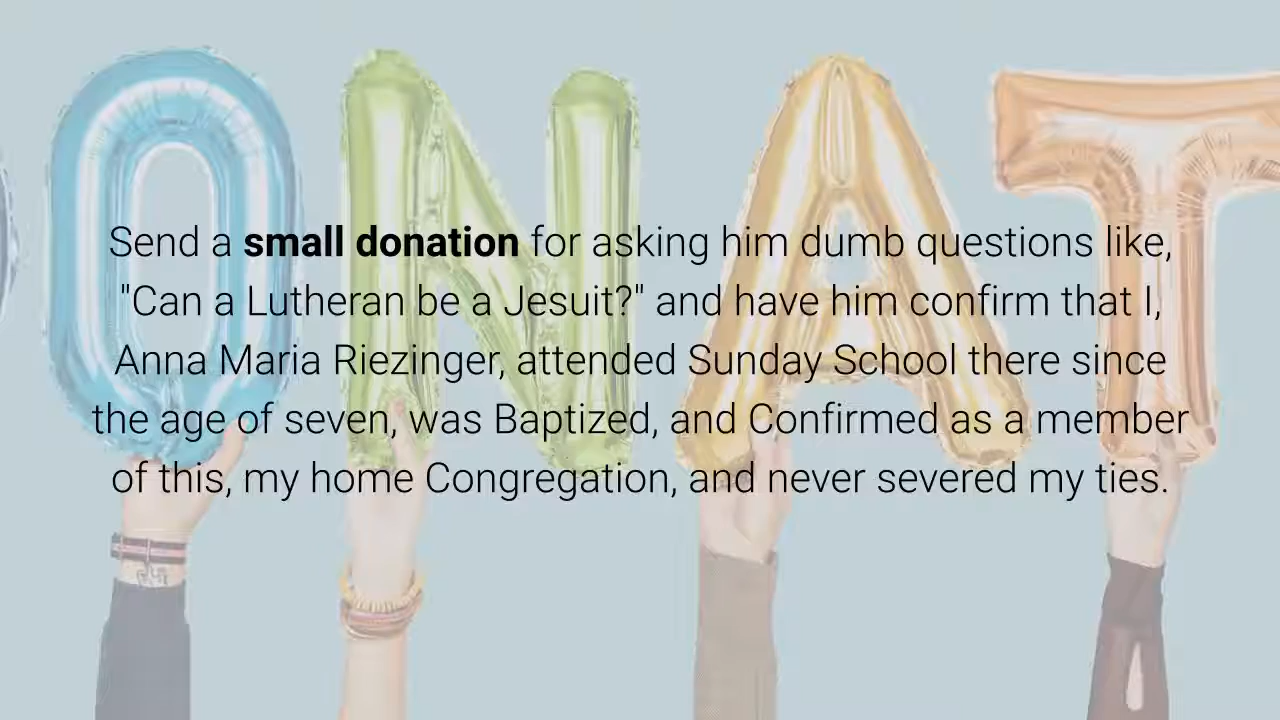 ONAT
Send a small donation for asking him dumb questions like,
"Can a Lutheran be a Jesuit?" and have him confirm that I,
Anna Maria Riezinger, attended Sunday School there since
the age of seven, was Baptized, and Confirmed as a member
of this, my home Congregation, and never severed my ties.